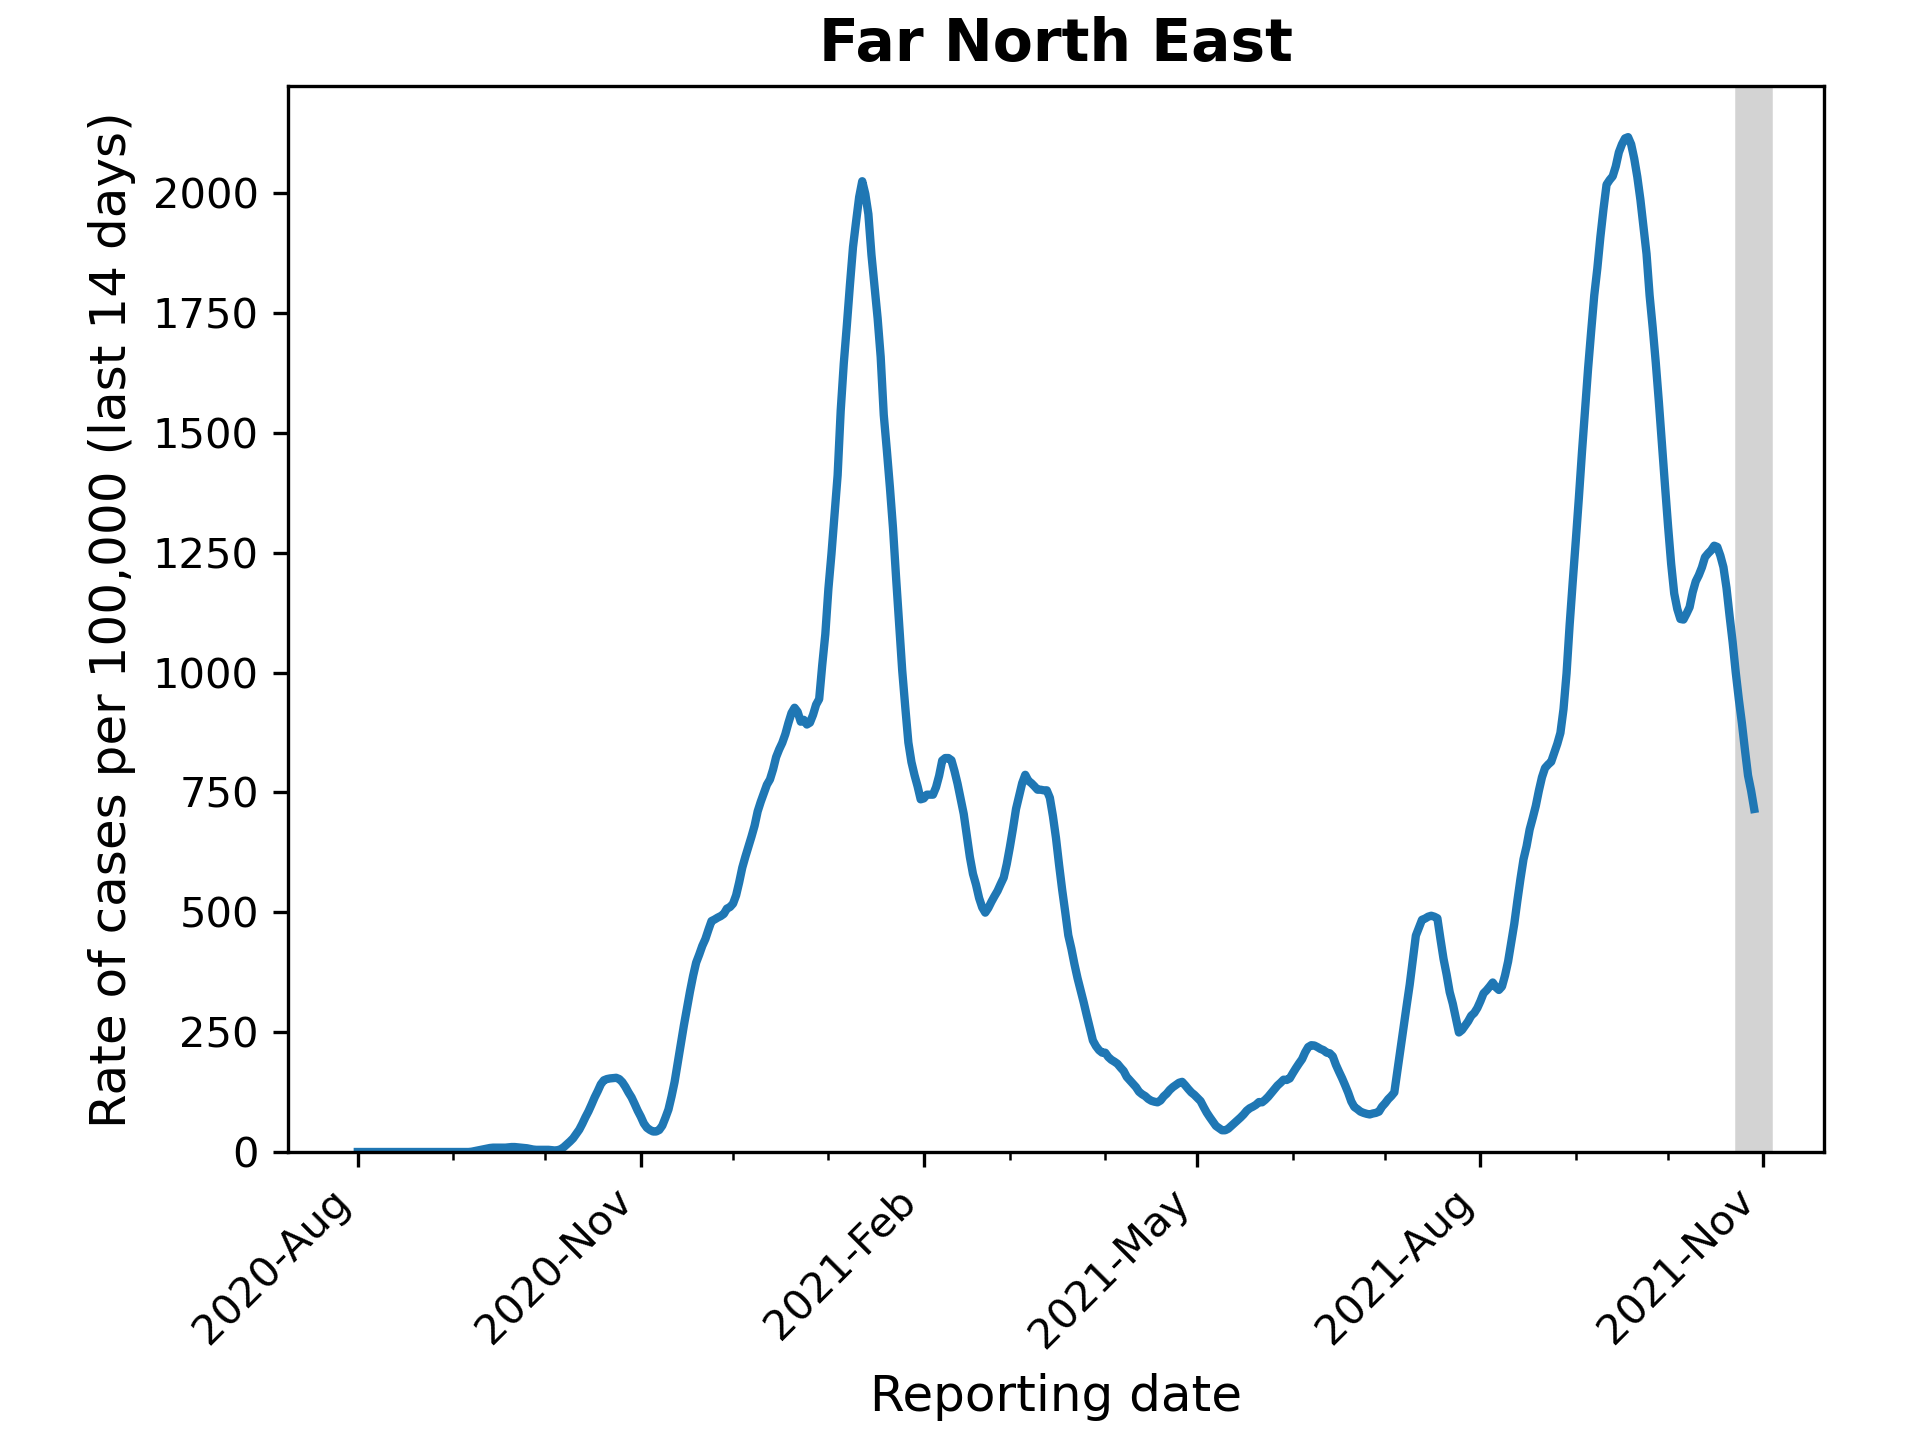 Far North East
Rate of cases per 100,000 (last 14 days)
2000
1750
1500
1250
1000
750
500
250
0
2020-Aug
2020-Nov
2021-Feb
2021-May
2021-Aug
2021-Nov
Reporting date